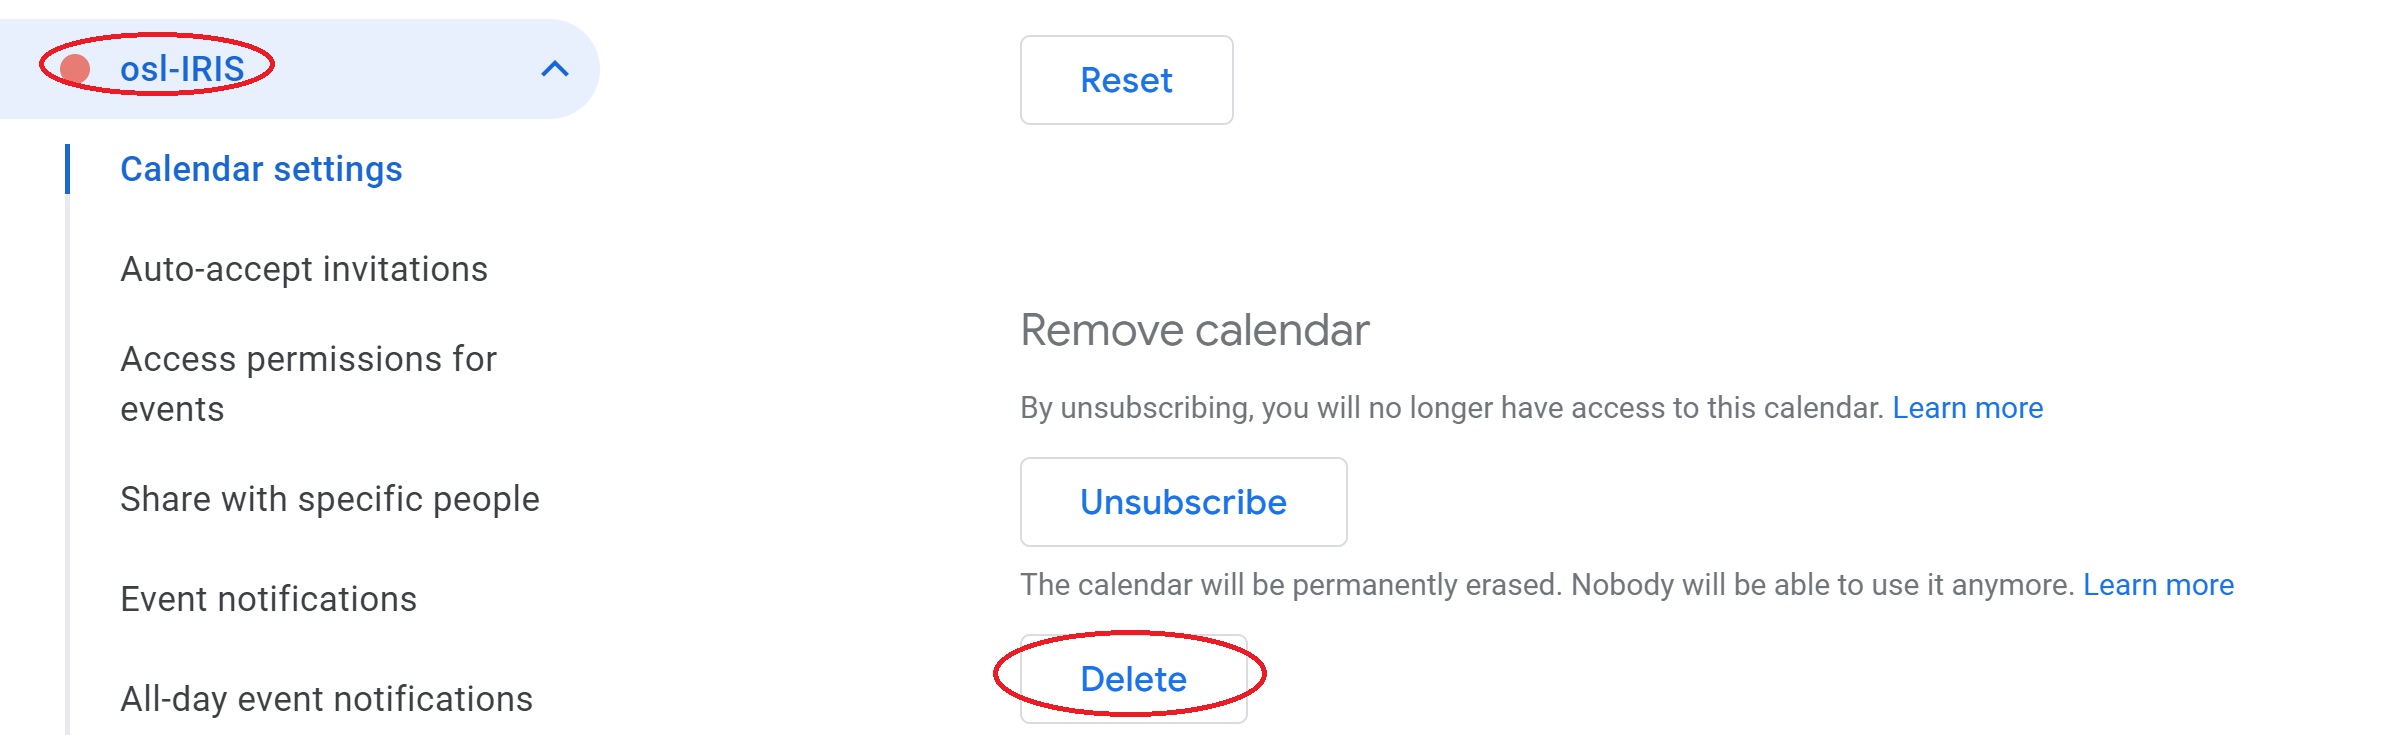 osl-IRIS
Calendar settings
Auto-accept invitations
Access permissions for
events
Share with specific people
Event notifications
All-day event notifications
Reset
Remove calendar
By unsubscribing, you will no longer have access to this calendar. Learn more
Unsubscribe
The calendar will be permanently erased. Nobody will be able to use it anymore. Learn more
Delete